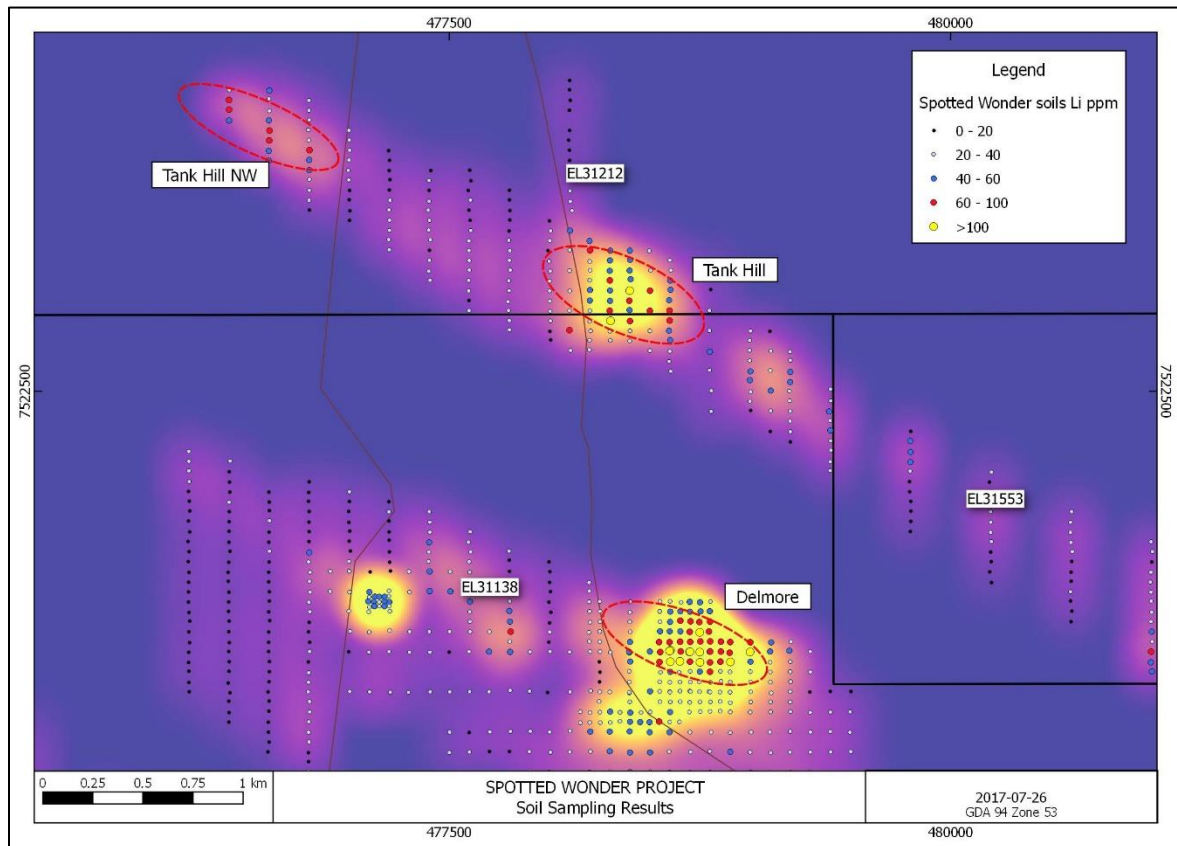 477500
480000
Legend
Spotted Wonder soils Li ppm
0 - 20
20 - 40
40 - 60
60 - 100
>100
Tank Hill NW
EL31212
Tank Hill
7522500
7522500
EL31553
EL31138
Delmore
0 0.25 0.5 0.75 1 km
SPOTTED WONDER PROJECT
Soil Sampling Results
2017-07-26
GDA 94 Zone 53
477500
480000